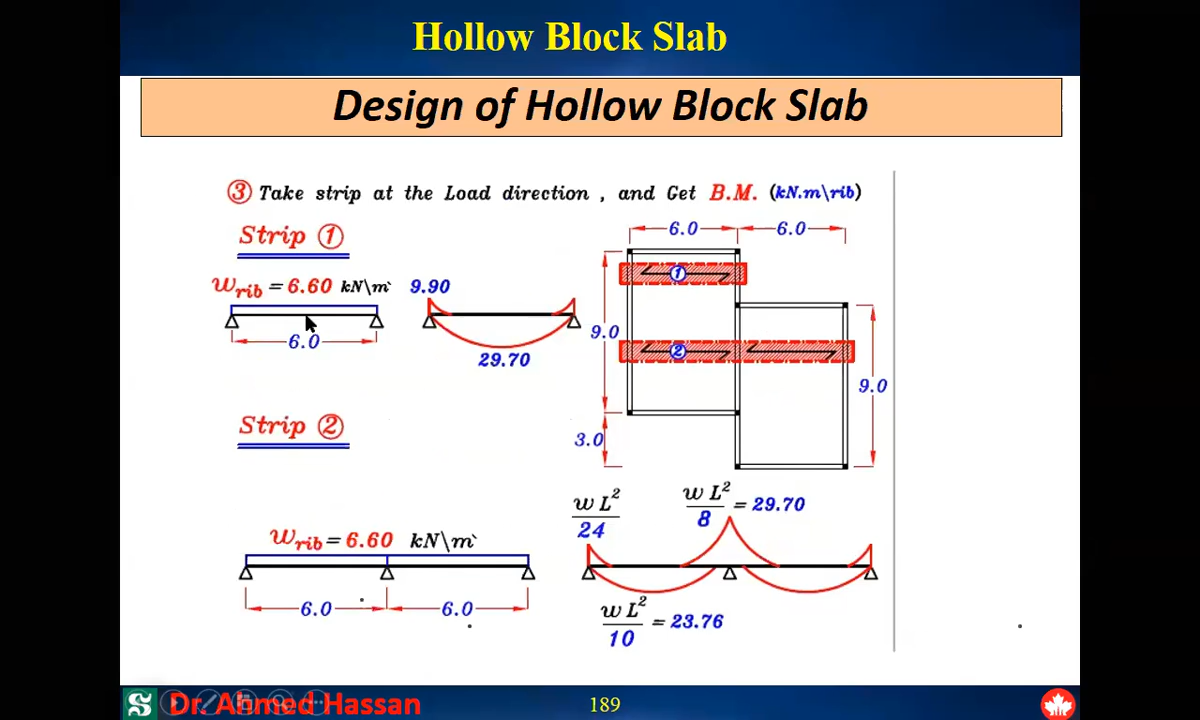 Hollow Block Slab
Design of Hollow Block Slab
③ Take strip at the Load direction , and Get B.M. (kN.m\rib)
Strip ①
w_rib = 6.60 kN\m`
6.0
9.90
29.70
6.0 6.0
①
9.0
②
9.0
3.0
Strip ②
w_rib = 6.60 kN\m`
6.0 6.0
w L²
24
w L²
8
= 29.70
w L²
10
= 23.76
Dr. Ahmed Hassan
189